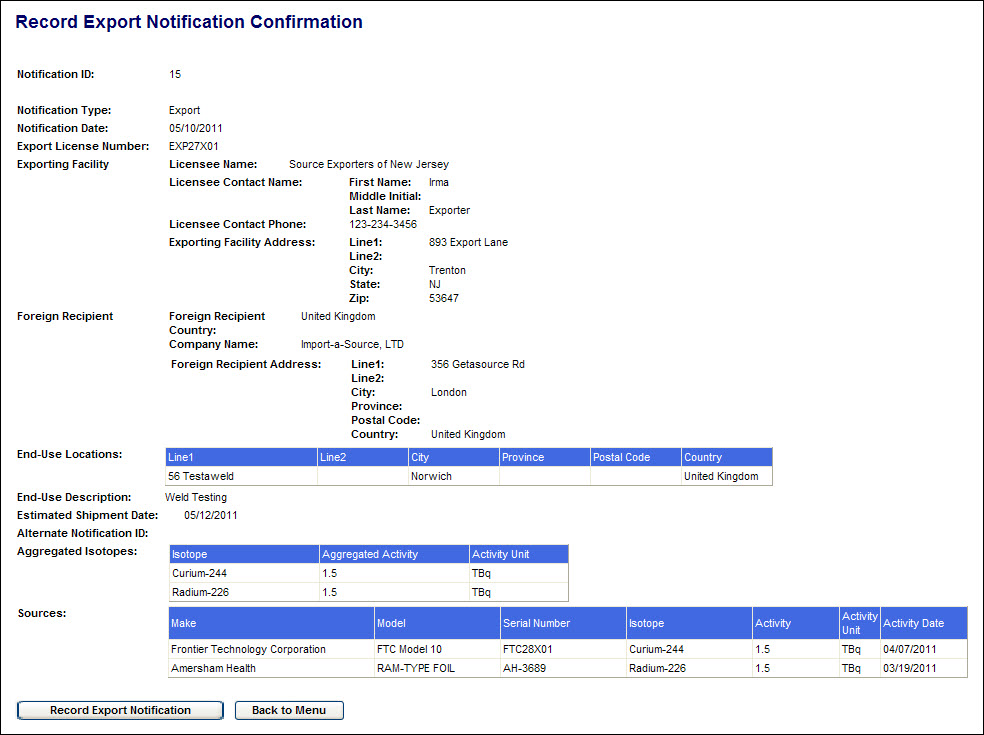 Record Export Notification Confirmation
Notification ID: 15
Notification Type: Export
Notification Date: 05/10/2011
Export License Number: EXP27X01
Exporting Facility Licensee Name: Source Exporters of New Jersey
Licensee Contact Name: First Name: Irma
Middle Initial:
Last Name: Exporter
Licensee Contact Phone: 123-234-3456
Exporting Facility Address: Line1: 893 Export Lane
Line2:
City: Trenton
State: NJ
Zip: 53647
Foreign Recipient Foreign Recipient United Kingdom
Country:
Company Name: Import-a-Source, LTD
Foreign Recipient Address: Line1: 356 Getasource Rd
Line2:
City: London
Province:
Postal Code:
Country: United Kingdom
End-Use Locations: Line1 Line2 City Province Postal Code Country
56 Testaweld Norwich United Kingdom
End-Use Description: Weld Testing
Estimated Shipment Date: 05/12/2011
Alternate Notification ID:
Aggregated Isotopes: Isotope Aggregated Activity Activity Unit
Curium-244 1.5 TBq
Radium-226 1.5 TBq
Sources: Make Model Serial Number Isotope Activity Activity Unit Activity Date
Frontier Technology Corporation FTC Model 10 FTC28X01 Curium-244 1.5 TBq 04/07/2011
Amersham Health RAM-TYPE FOIL AH-3689 Radium-226 1.5 TBq 03/19/2011
Record Export Notification Back to Menu